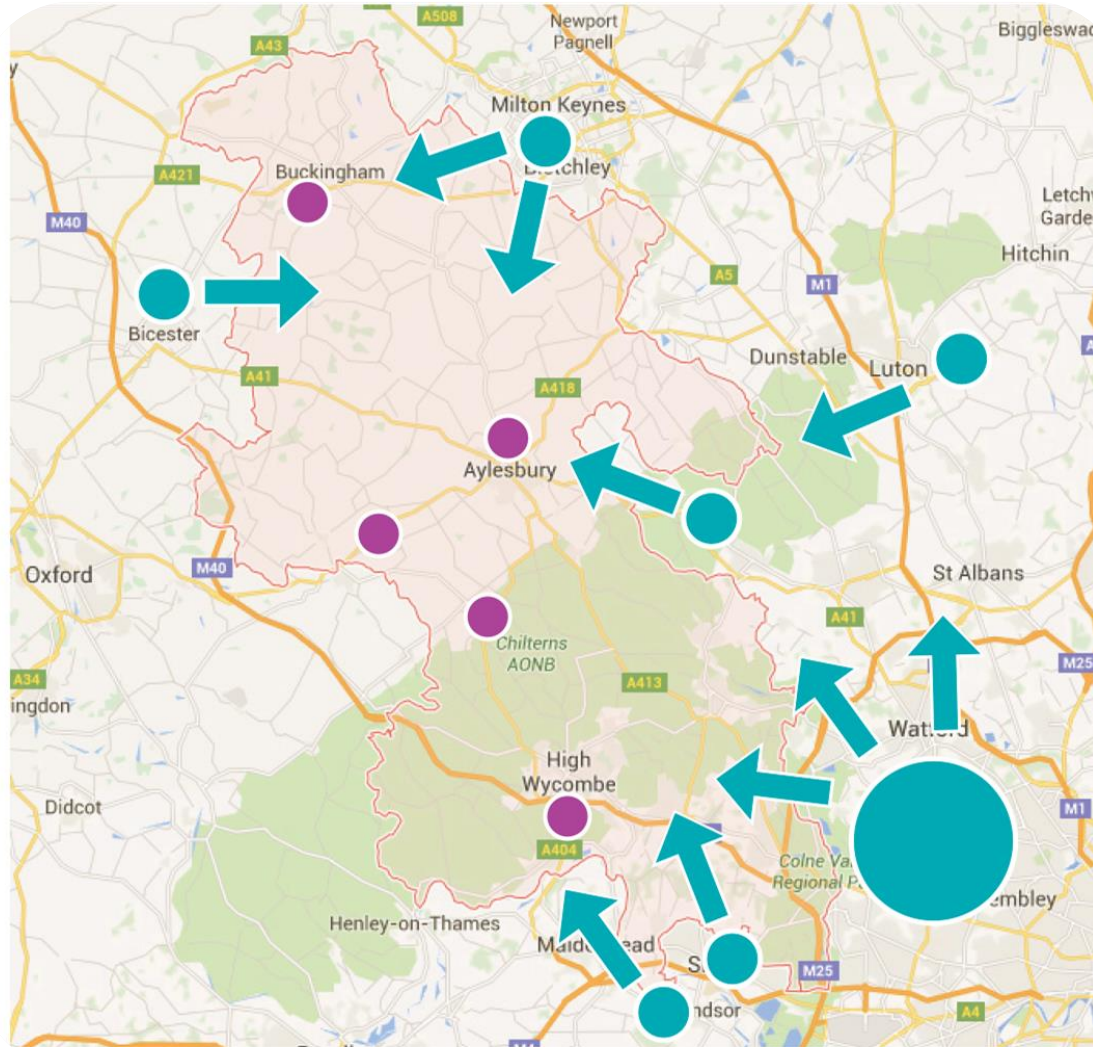 A508
Newport
Pagnell
Biggleswad
A43
Milton Keynes
Buckingham
A421
M40
Letchw
Garde
Hitchin
A5
M1
Bicester
Dunstable
Luton
A41
A418
Aylesbury
Oxford
M40
St Albans
Chilterns
AONB
A41
M25
A34
ingdon
A413
Watford
High
Wycombe
Didcot
M1
A404
Colne Va
Regional P
embley
Henley-on-Thames
M25
ndsor
A4